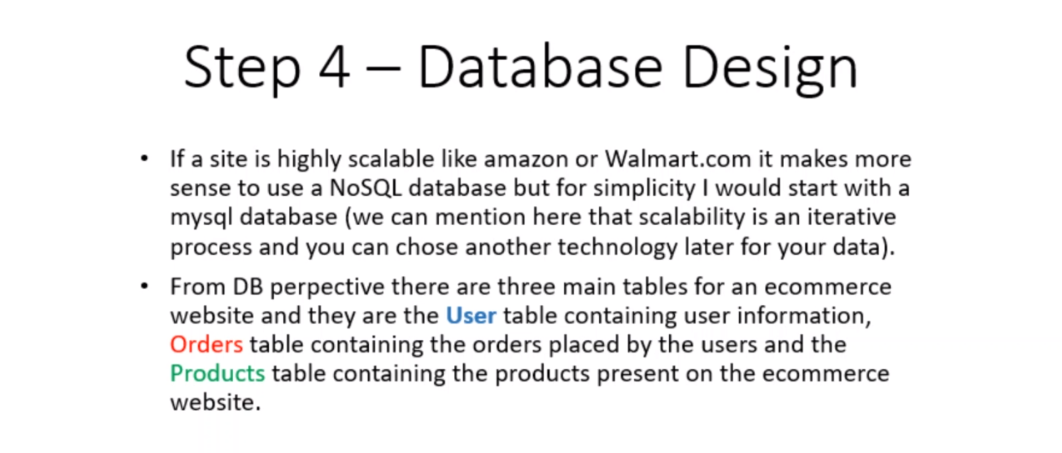 Step 4 – Database Design
• If a site is highly scalable like amazon or Walmart.com it makes more
sense to use a NoSQL database but for simplicity I would start with a
mysql database (we can mention here that scalability is an iterative
process and you can chose another technology later for your data).
• From DB perpective there are three main tables for an ecommerce
website and they are the User table containing user information,
Orders table containing the orders placed by the users and the
Products table containing the products present on the ecommerce
website.